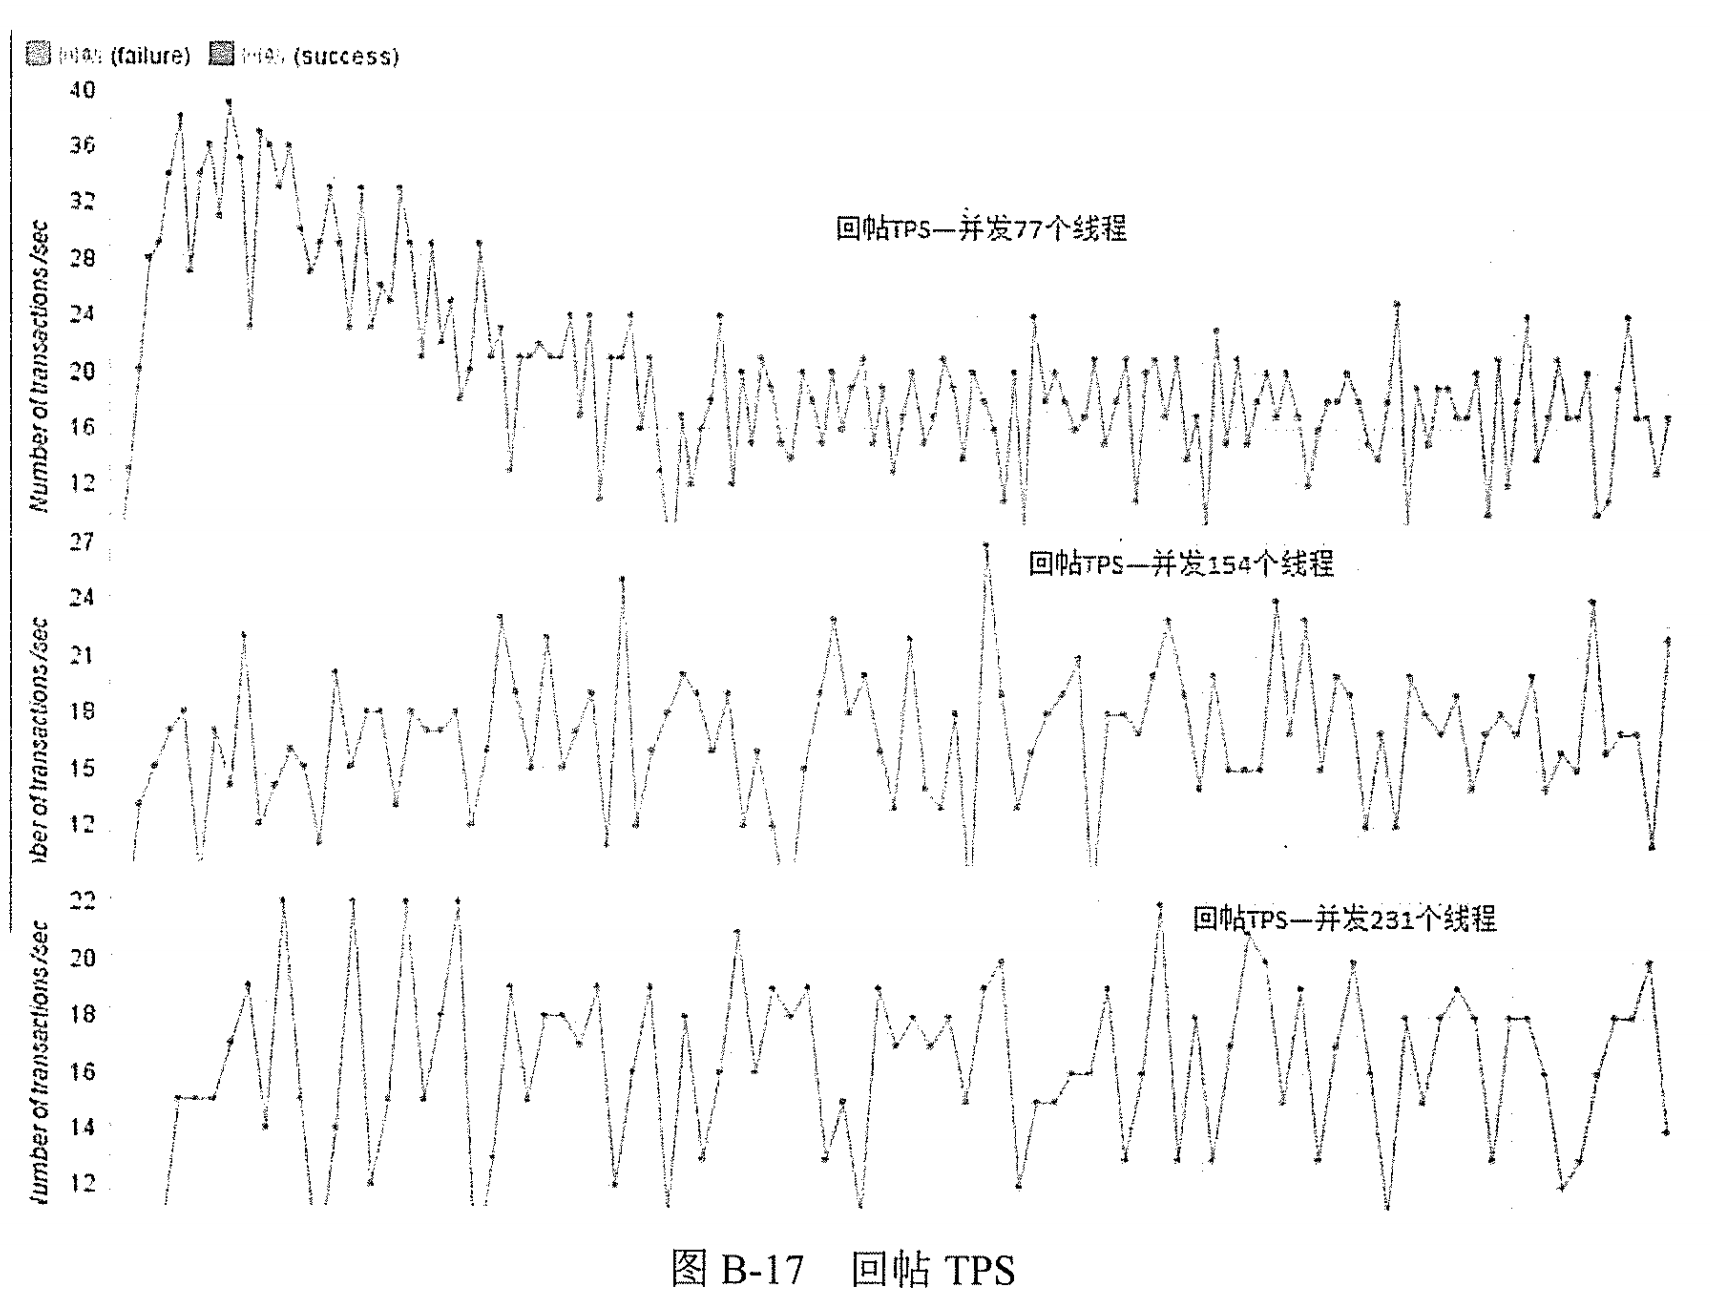 (failure) (success)
40
36
32
28
24
20
16
12
Number of transactions/sec
回帖TPS—并发77个线程
27
24
21
18
15
12
ber of transactions/sec
回帖TPS—并发154个线程
22
20
18
16
14
12
umber of transactions/sec
回帖TPS—并发231个线程
图 B-17 回帖 TPS